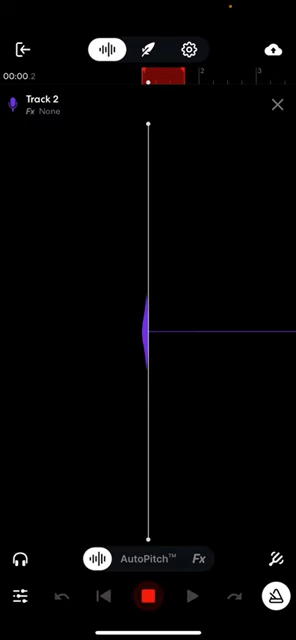 2
3
00:00.2
Track 2
Fx None
AutoPitch™
Fx